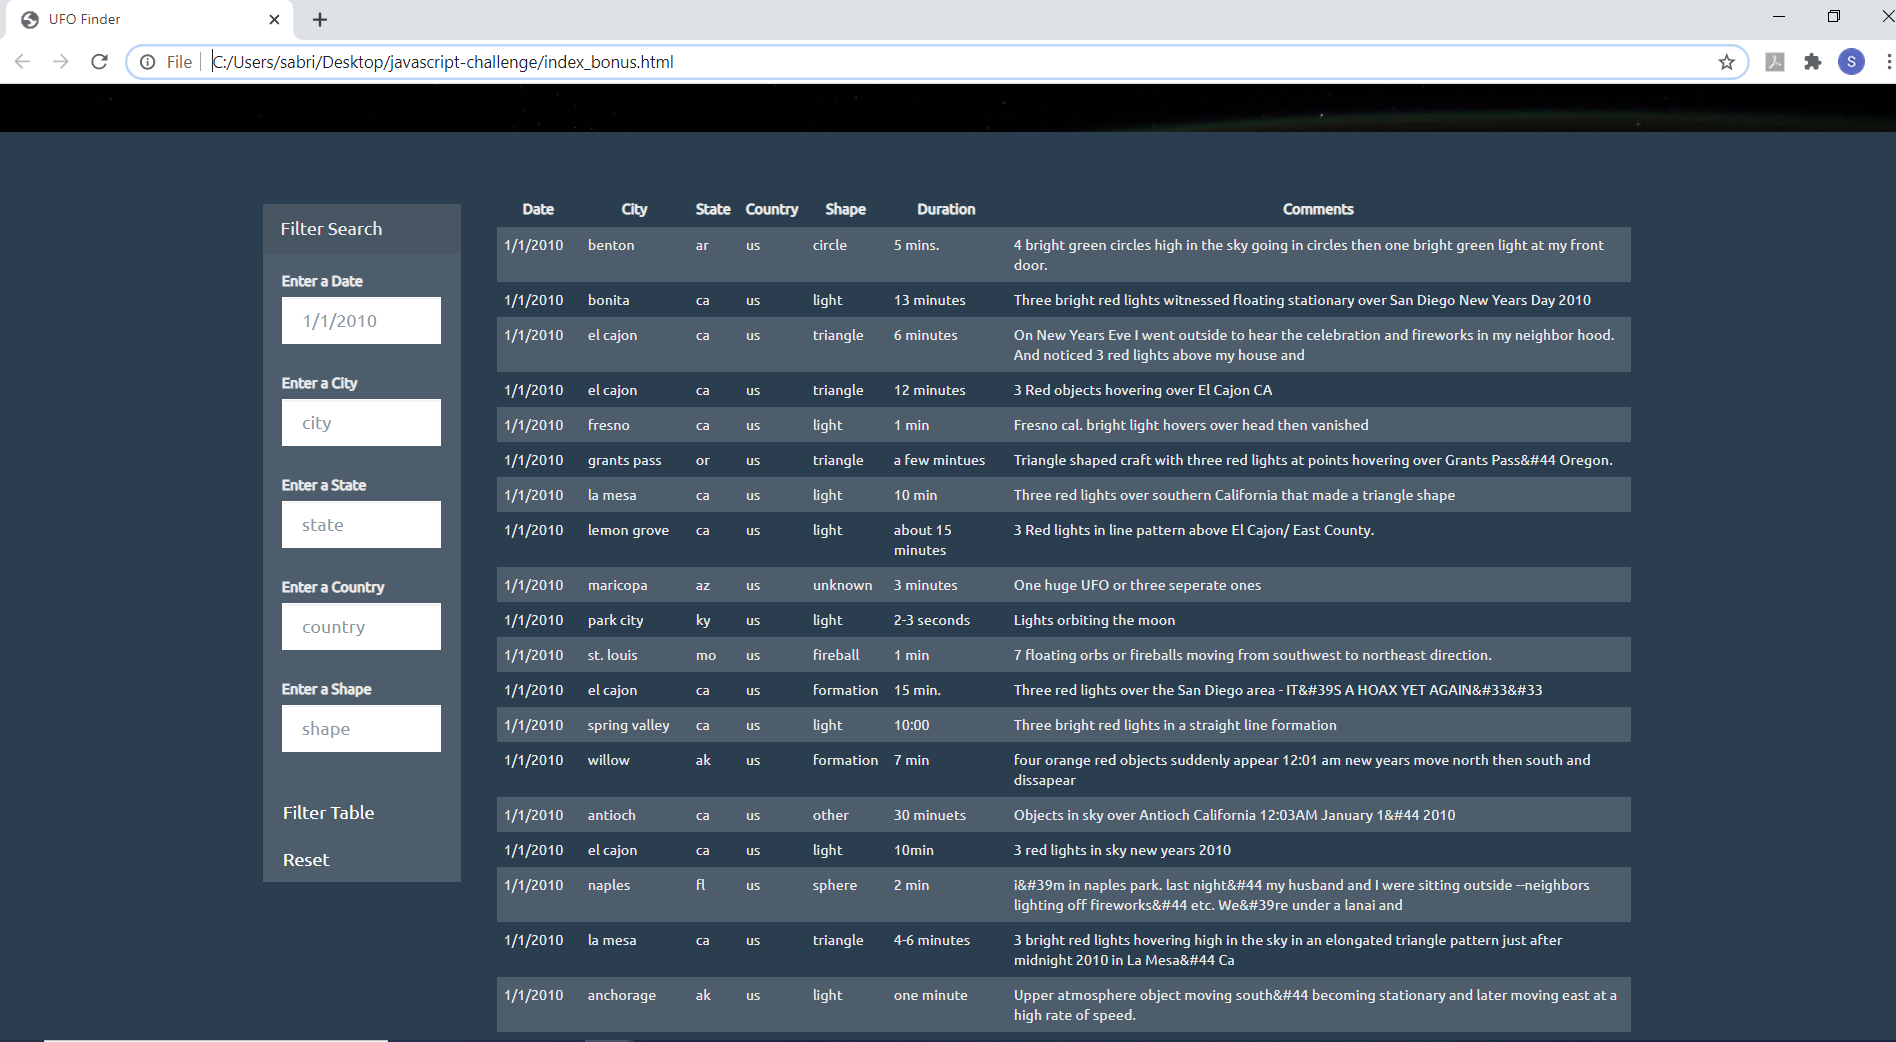 UFO Finder
File C:/Users/sabri/Desktop/javascript-challenge/index_bonus.html
S
Filter Search
Enter a Date
1/1/2010
Enter a City
city
Enter a State
state
Enter a Country
country
Enter a Shape
shape
Filter Table
Reset
Date City State Country Shape Duration Comments
1/1/2010 benton ar us circle 5 mins. 4 bright green circles high in the sky going in circles then one bright green light at my front
door.
1/1/2010 bonita ca us light 13 minutes Three bright red lights witnessed floating stationary over San Diego New Years Day 2010
1/1/2010 el cajon ca us triangle 6 minutes On New Years Eve I went outside to hear the celebration and fireworks in my neighbor hood.
And noticed 3 red lights above my house and
1/1/2010 el cajon ca us triangle 12 minutes 3 Red objects hovering over El Cajon CA
1/1/2010 fresno ca us light 1 min Fresno cal. bright light hovers over head then vanished
1/1/2010 grants pass or us triangle a few mintues Triangle shaped craft with three red lights at points hovering over Grants Pass&#44 Oregon.
1/1/2010 la mesa ca us light 10 min Three red lights over southern California that made a triangle shape
1/1/2010 lemon grove ca us light about 15 3 Red lights in line pattern above El Cajon/ East County.
minutes
1/1/2010 maricopa az us unknown 3 minutes One huge UFO or three seperate ones
1/1/2010 park city ky us light 2-3 seconds Lights orbiting the moon
1/1/2010 st. louis mo us fireball 1 min 7 floating orbs or fireballs moving from southwest to northeast direction.
1/1/2010 el cajon ca us formation 15 min. Three red lights over the San Diego area - IT&#39S A HOAX YET AGAIN&#33&#33
1/1/2010 spring valley ca us light 10:00 Three bright red lights in a straight line formation
1/1/2010 willow ak us formation 7 min four orange red objects suddenly appear 12:01 am new years move north then south and
dissapear
1/1/2010 antioch ca us other 30 minuets Objects in sky over Antioch California 12:03AM January 1&#44 2010
1/1/2010 el cajon ca us light 10min 3 red lights in sky new years 2010
1/1/2010 naples fl us sphere 2 min i&#39m in naples park. last night&#44 my husband and I were sitting outside --neighbors
lighting off fireworks&#44 etc. We&#39re under a lanai and
1/1/2010 la mesa ca us triangle 4-6 minutes 3 bright red lights hovering high in the sky in an elongated triangle pattern just after
midnight 2010 in La Mesa&#44 Ca
1/1/2010 anchorage ak us light one minute Upper atmosphere object moving south&#44 becoming stationary and later moving east at a
high rate of speed.